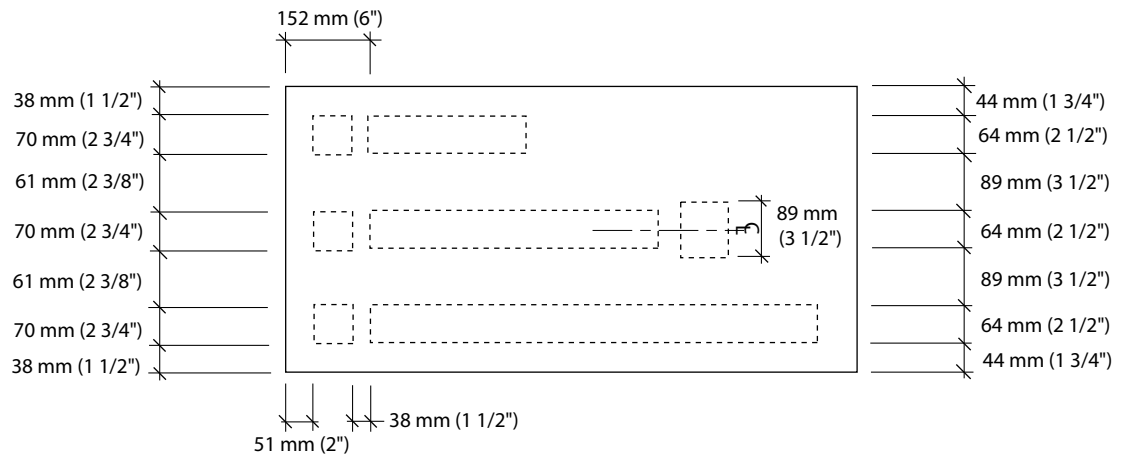 152 mm (6")
38 mm (1 1/2")
70 mm (2 3/4")
61 mm (2 3/8")
70 mm (2 3/4")
61 mm (2 3/8")
70 mm (2 3/4")
38 mm (1 1/2")
44 mm (1 3/4")
64 mm (2 1/2")
89 mm (3 1/2")
64 mm (2 1/2")
89 mm (3 1/2")
64 mm (2 1/2")
44 mm (1 3/4")
89 mm
(3 1/2")
38 mm (1 1/2")
51 mm (2")